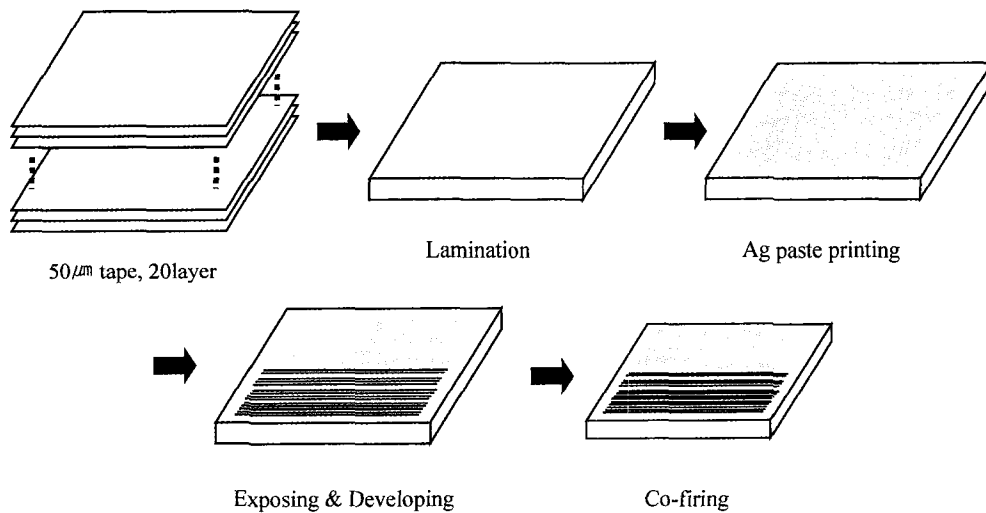 50㎛ tape, 20layer
Lamination
Ag paste printing
Exposing & Developing
Co-firing